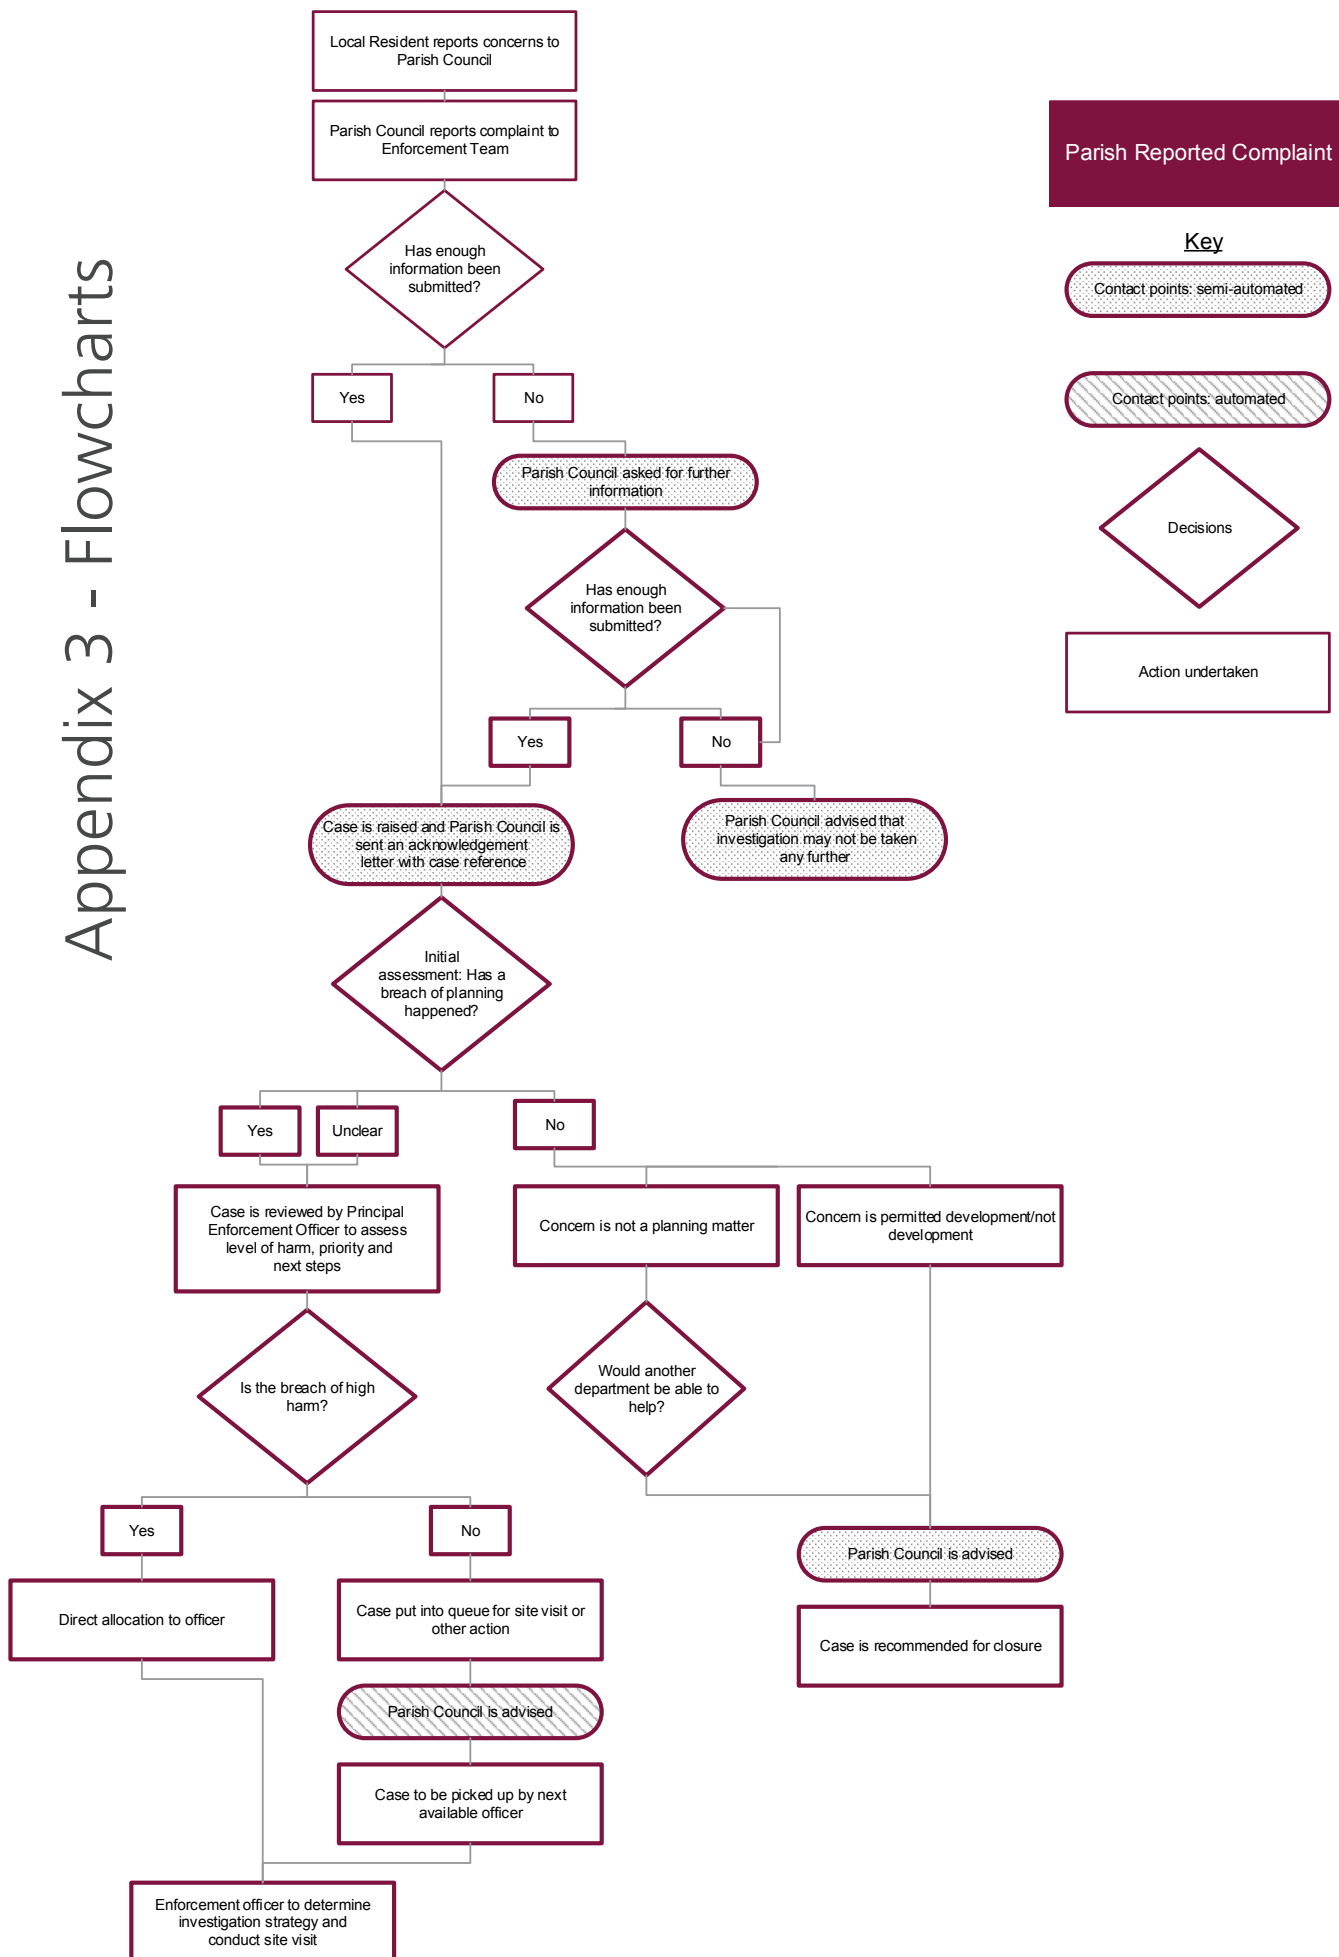 Appendix 3 - Flowcharts
Local Resident reports concerns to
Parish Council
Parish Council reports complaint to
Enforcement Team
Has enough
information been
submitted?
Yes
No
Parish Council asked for further
information
Has enough
information been
submitted?
Yes
No
Case is raised and Parish Council is
sent an acknowledgement
letter with case reference
Parish Council advised that
investigation may not be taken
any further
Initial
assessment: Has a
breach of planning
happened?
Yes
Unclear
No
Case is reviewed by Principal
Enforcement Officer to assess
level of harm, priority and
next steps
Concern is not a planning matter
Concern is permitted development/not
development
Is the breach of high
harm?
Would another
department be able to
help?
Yes
No
Parish Council is advised
Direct allocation to officer
Case put into queue for site visit or
other action
Case is recommended for closure
Parish Council is advised
Case to be picked up by next
available officer
Enforcement officer to determine
investigation strategy and
conduct site visit
Parish Reported Complaint
Key
Contact points: semi-automated
Contact points: automated
Decisions
Action undertaken